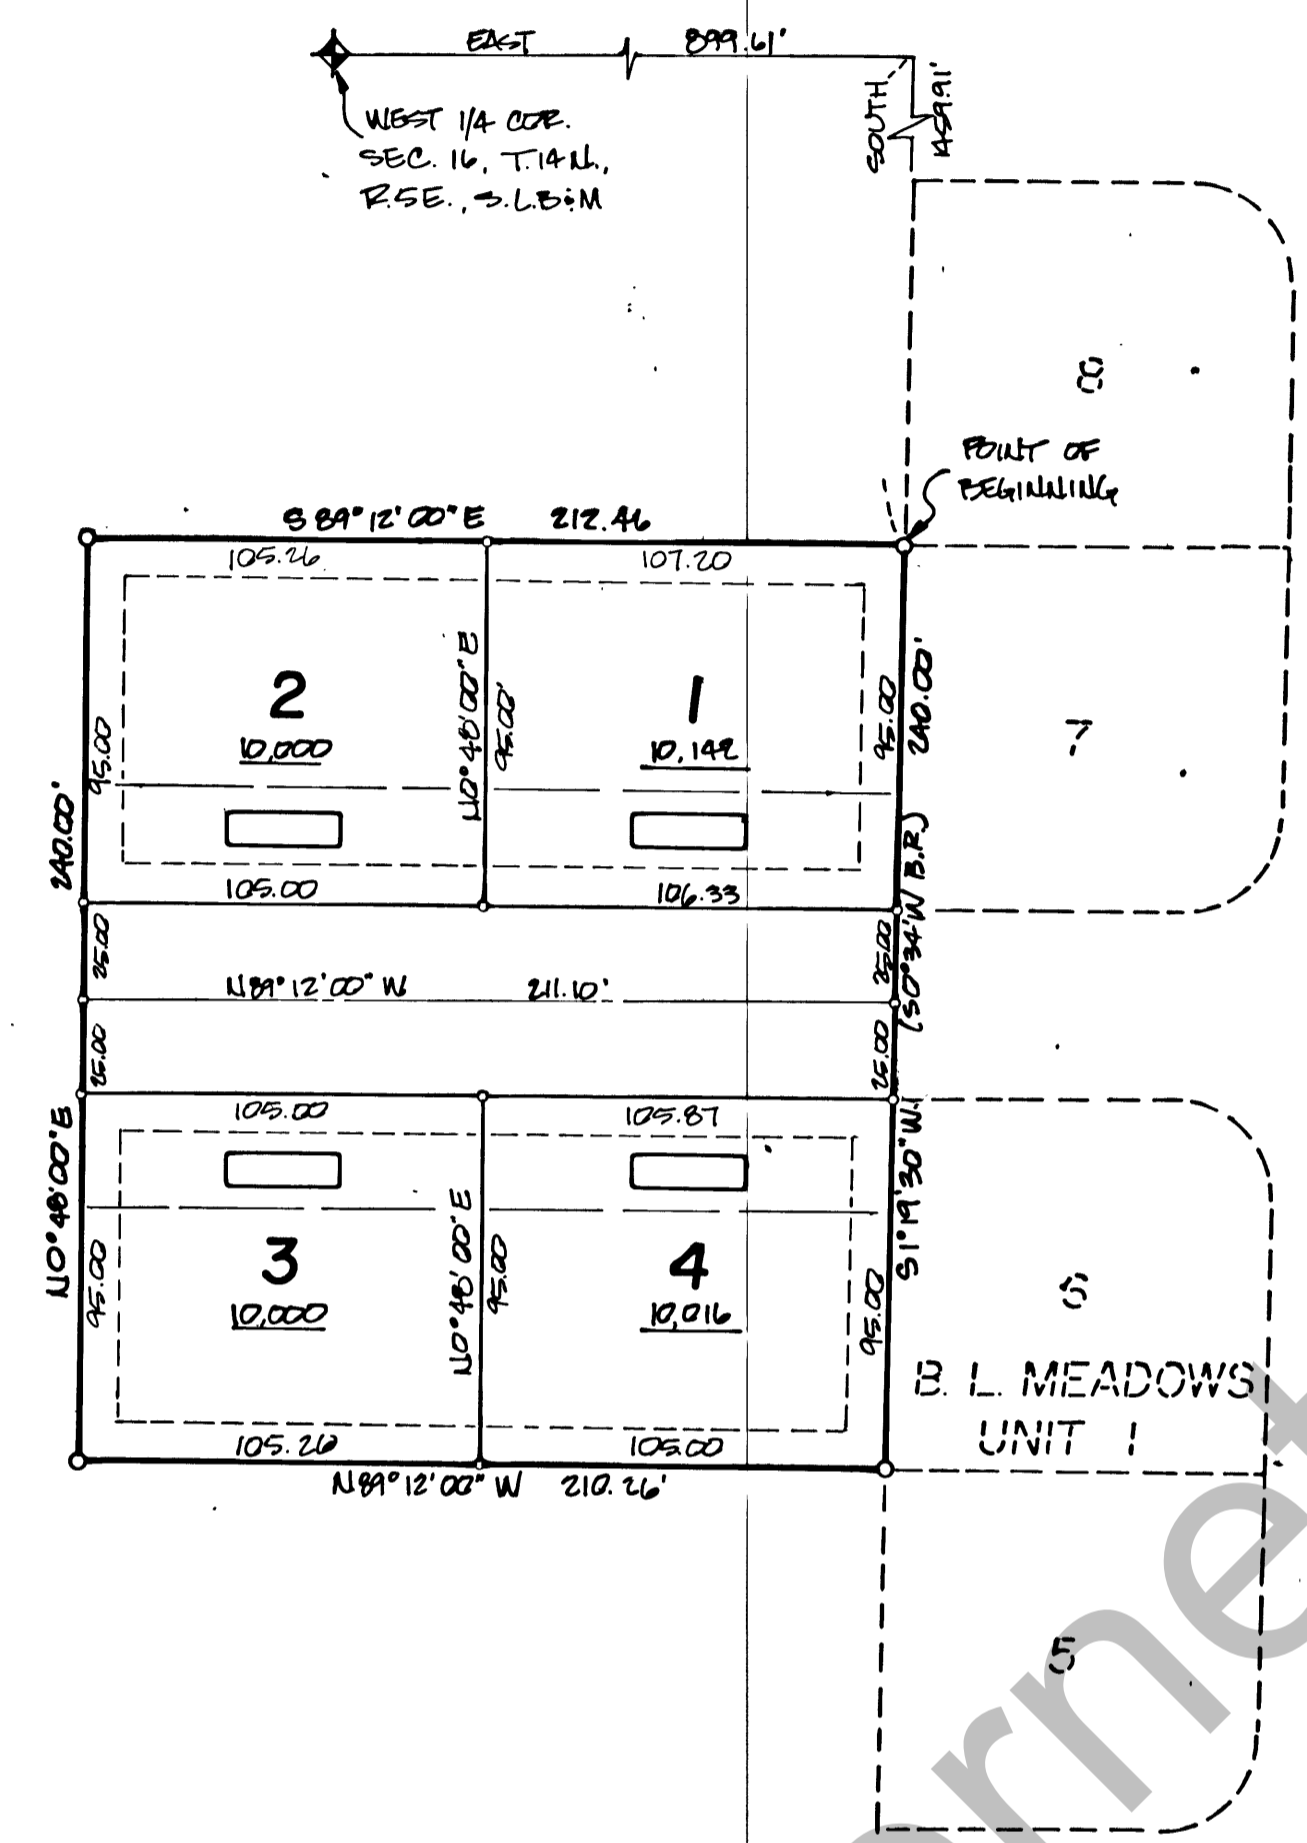 EAST 899.61'
SOUTH 1459.91'
WEST 1/4 COR.
SEC. 16, T.14N.,
R.5E., S.L.B&M
8
POINT OF
BEGINNING
S 89°12'00" E 212.46
105.26
107.20
2
10,000
1
10,142
N0°48'00" E
95.00'
95.00
95.00
240.00'
240.00'
7
105.00
106.33
(S0°34'W B.R.)
25.00
25.00
N89°12'00" W 211.10'
25.00
25.00
105.00
105.87
N0°48'00" E
S1°19'30" W.
3
10,000
4
10,016
N0°48'00" E
95.00
95.00
95.00
6
B. L. MEADOWS
UNIT 1
105.26
105.00
N89°12'00" W 210.26'
5
ornet